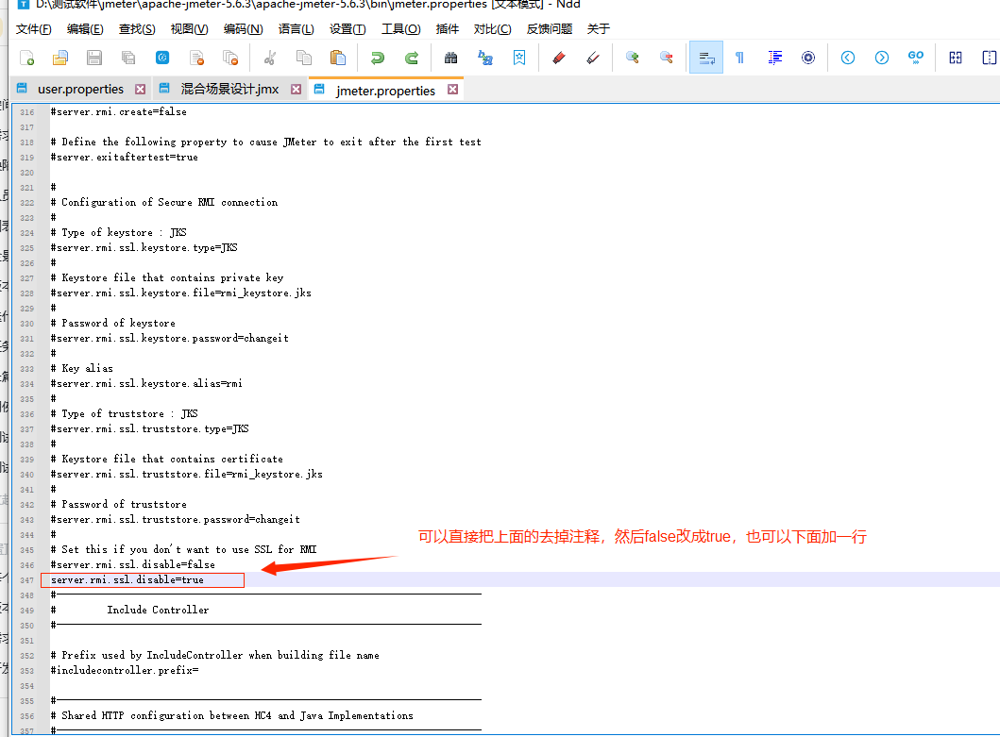 D:\测试软件\jmeter\apache-jmeter-5.6.3\apache-jmeter-5.6.3\bin\jmeter.properties [文本模式] - Ndd
文件(F) 编辑(E) 查找(S) 视图(V) 编码(N) 语言(L) 设置(T) 工具(O) 插件 对比(C) 反馈问题 关于
GO
user.properties 混合场景设计.jmx jmeter.properties
316 #server.rmi.create=false
317
318 # Define the following property to cause JMeter to exit after the first test
319 #server.exitaftertest=true
320
321 #
322 # Configuration of Secure RMI connection
323 #
324 # Type of keystore : JKS
325 #server.rmi.ssl.keystore.type=JKS
326 #
327 # Keystore file that contains private key
328 #server.rmi.ssl.keystore.file=rmi_keystore.jks
329 #
330 # Password of keystore
331 #server.rmi.ssl.keystore.password=changeit
332 #
333 # Key alias
334 #server.rmi.ssl.keystore.alias=rmi
335 #
336 # Type of truststore : JKS
337 #server.rmi.ssl.truststore.type=JKS
338 #
339 # Keystore file that contains certificate
340 #server.rmi.ssl.truststore.file=rmi_keystore.jks
341 #
342 # Password of truststore
343 #server.rmi.ssl.truststore.password=changeit
344 #
可以直接把上面的去掉注释，然后false改成true，也可以下面加一行
345 # Set this if you don't want to use SSL for RMI
346 #server.rmi.ssl.disable=false
347 server.rmi.ssl.disable=true
348 #---------------------------------------------------------------------------
349 # Include Controller
350 #---------------------------------------------------------------------------
351
352 # Prefix used by IncludeController when building file name
353 #includecontroller.prefix=
354
355 #---------------------------------------------------------------------------
356 # Shared HTTP configuration between HC4 and Java Implementations
357 #---------------------------------------------------------------------------